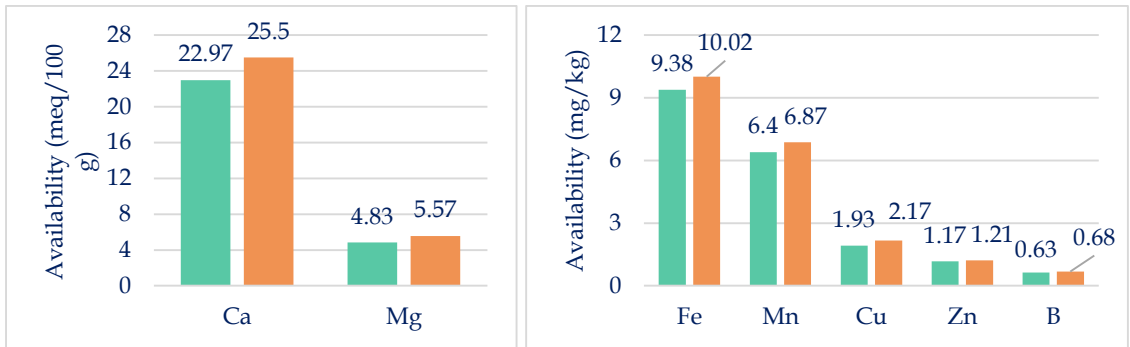 Availability (meq/100
g)
28
24
20
16
12
8
4
0
22.97
25.5
4.83
5.57
Ca
Mg
Availability (mg/kg)
12
9
6
3
0
9.38
10.02
6.4
6.87
1.93
2.17
1.17
1.21
0.63
0.68
Fe
Mn
Cu
Zn
B